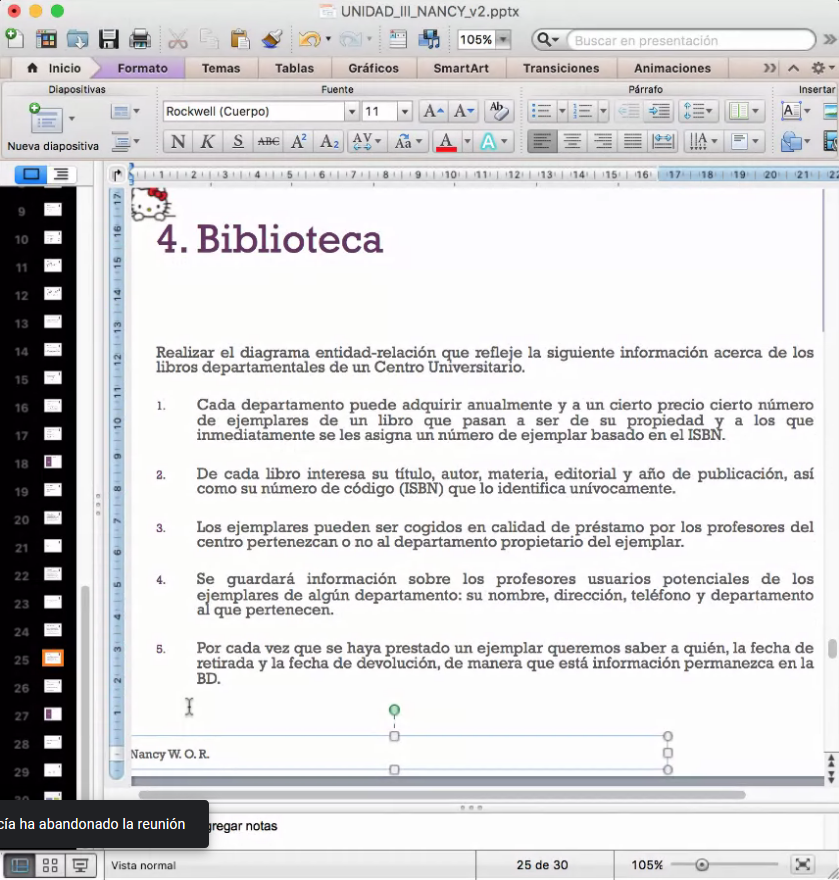 UNIDAD_III_NANCY_v2.pptx
105%
Buscar en presentación
Inicio
Formato
Temas
Tablas
Gráficos
SmartArt
Transiciones
Animaciones
Diapositivas
Fuente
Párrafo
Insertar
Nueva diapositiva
Rockwell (Cuerpo)
11
N K S ABC A² A₂ AV Aa A A
4. Biblioteca
Realizar el diagrama entidad-relación que refleje la siguiente información acerca de los
libros departamentales de un Centro Universitario.
1. Cada departamento puede adquirir anualmente y a un cierto precio cierto número
de ejemplares de un libro que pasan a ser de su propiedad y a los que
inmediatamente se les asigna un número de ejemplar basado en el ISBN.
2. De cada libro interesa su título, autor, materia, editorial y año de publicación, así
como su número de código (ISBN) que lo identifica unívocamente.
3. Los ejemplares pueden ser cogidos en calidad de préstamo por los profesores del
centro pertenezcan o no al departamento propietario del ejemplar.
4. Se guardará información sobre los profesores usuarios potenciales de los
ejemplares de algún departamento: su nombre, dirección, teléfono y departamento
al que pertenecen.
5. Por cada vez que se haya prestado un ejemplar queremos saber a quién, la fecha de
retirada y la fecha de devolución, de manera que está información permanezca en la
BD.
Nancy W. O. R.
9
10
11
12
13
14
15
16
17
18
19
20
21
22
23
24
25
26
27
28
29
30
cía ha abandonado la reunión
gregar notas
Vista normal
25 de 30
105%